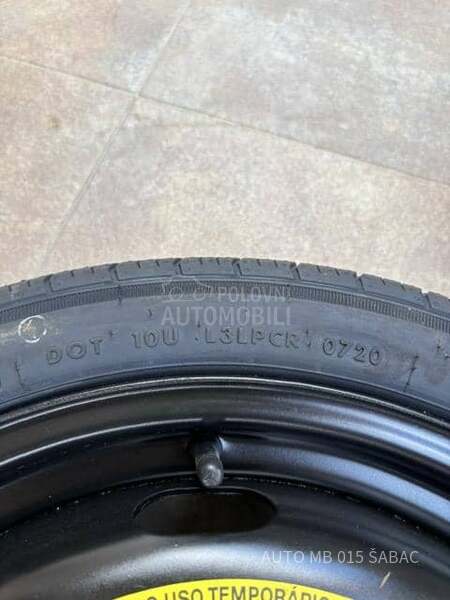 POLOVNI
AUTOMOBILI
DOT 10U L3LPCR 0720
AUTO MB 015 ŠABAC
USO TEMPORÁRIO